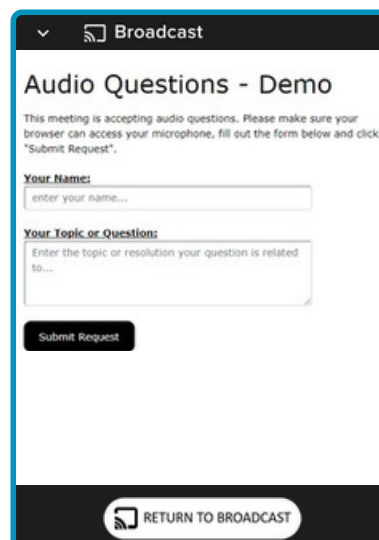 Broadcast
Audio Questions - Demo
This meeting is accepting audio questions. Please make sure your
browser can access your microphone, fill out the form below and click
"Submit Request".
Your Name:
enter your name...
Your Topic or Question:
Enter the topic or resolution your question is related
to...
Submit Request
RETURN TO BROADCAST